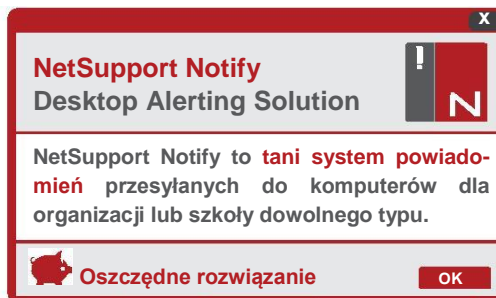 X
NetSupport Notify
Desktop Alerting Solution
! N
NetSupport Notify to tani system powiado-
mień przesyłanych do komputerów dla
organizacji lub szkoły dowolnego typu.
Oszczędne rozwiązanie
OK